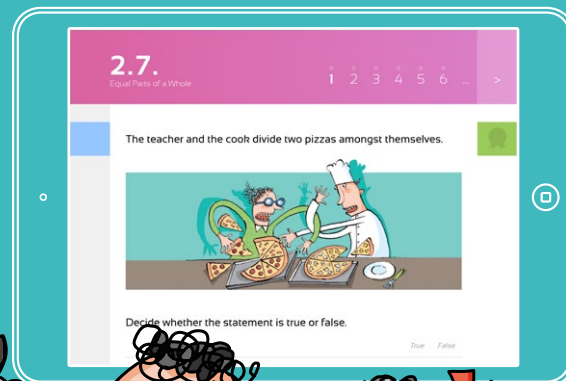 2.7.
Equal Parts of a Whole
1 2 3 4 5 6 ... >
The teacher and the cook divide two pizzas amongst themselves.
Decide whether the statement is true or false.
True False